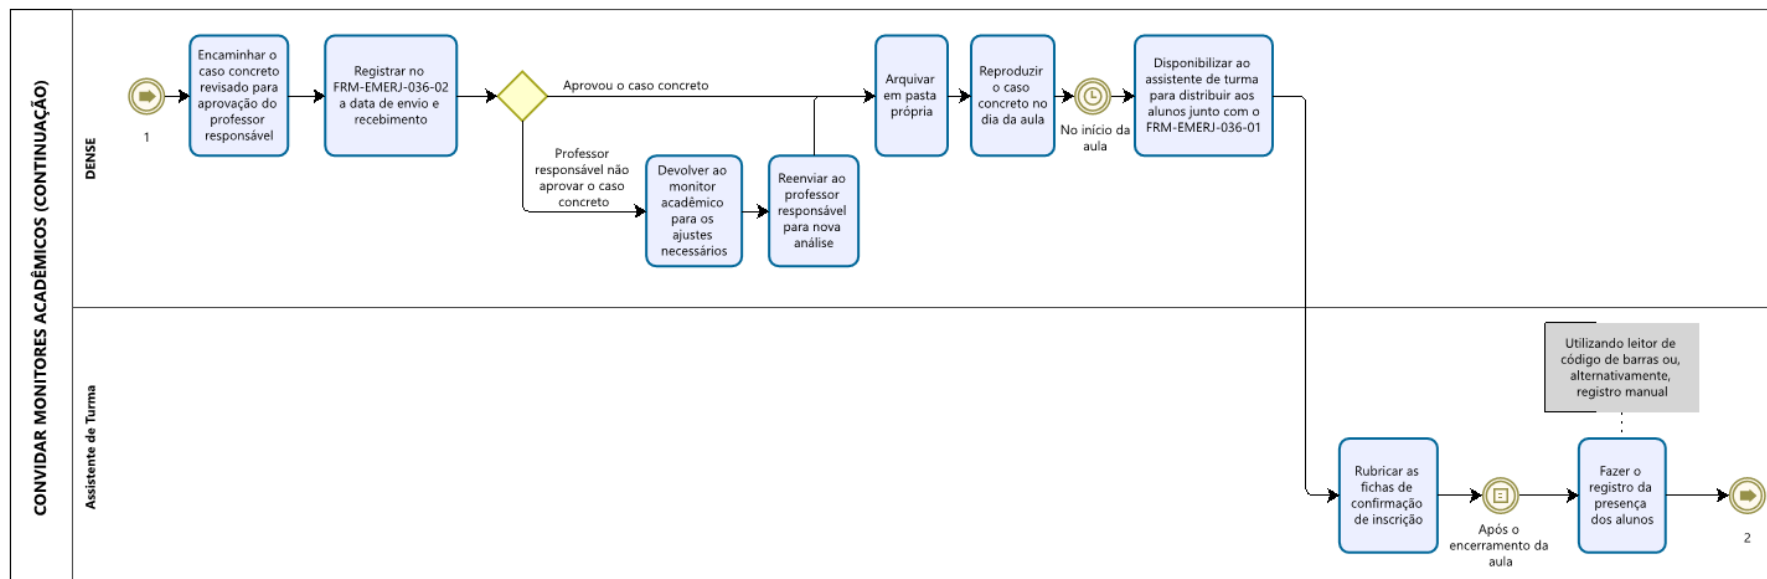 CONVIDAR MONITORES ACADÊMICOS (CONTINUAÇÃO)
DENSE
1
Encaminhar o
caso concreto
revisado para
aprovação do
professor
responsável
Registrar no
FRM-EMERJ-036-02
a data de envio e
recebimento
Aprovou o caso concreto
Professor
responsável não
aprovar o caso
concreto
Devolver ao
monitor
acadêmico
para os
ajustes
necessários
Reenviar ao
professor
responsável
para nova
análise
Arquivar
em pasta
própria
Reproduzir
o caso
concreto no
dia da aula
No início da
aula
Disponibilizar ao
assistente de turma
para distribuir aos
alunos junto com o
FRM-EMERJ-036-01
Assistente de Turma
Rubricar as
fichas de
confirmação
de inscrição
Após o
encerramento da
aula
Utilizando leitor de
código de barras ou,
alternativamente,
registro manual
Fazer o
registro da
presença
dos alunos
2